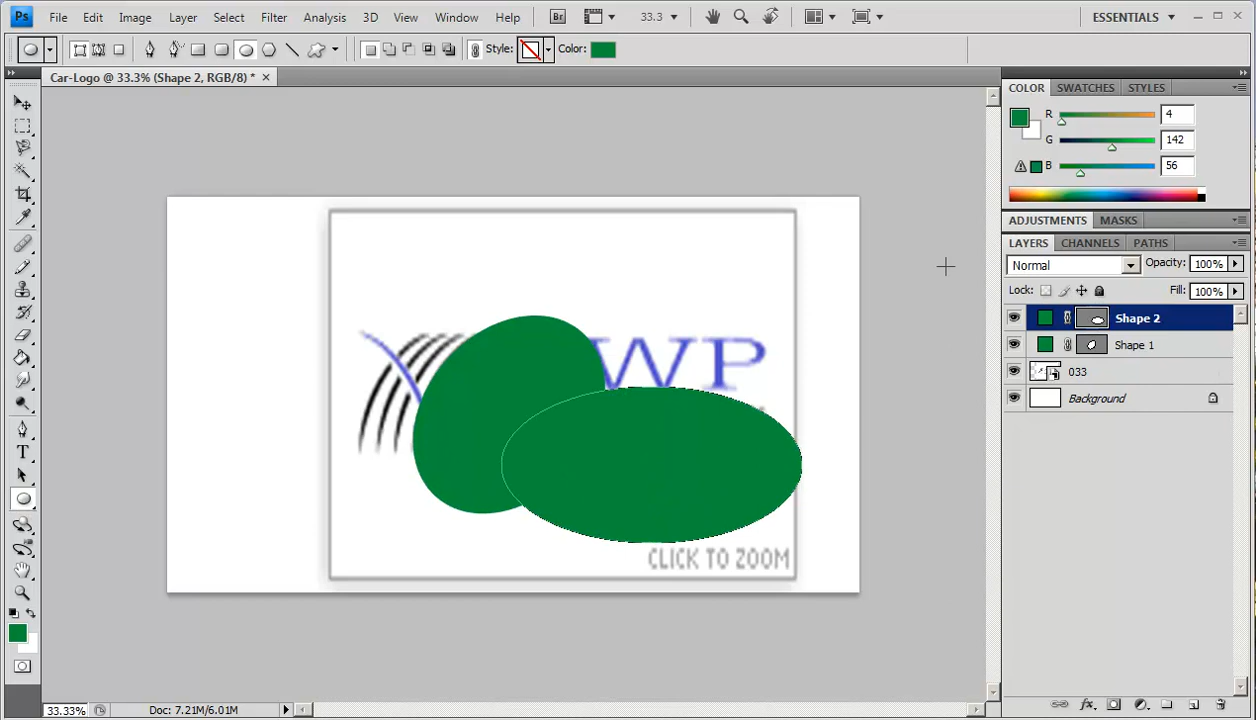 Ps File Edit Image Layer Select Filter Analysis 3D View Window Help Br 33.3 ESSENTIALS
Style: Color:
Car-Logo @ 33.3% (Shape 2, RGB/8) * ×
COLOR SWATCHES STYLES
R 4
G 142
B 56
ADJUSTMENTS MASKS
LAYERS CHANNELS PATHS
Normal Opacity: 100%
Lock: Fill: 100%
Shape 2
Shape 1
033
Background
WP
CLICK TO ZOOM
T
fx
33.33% Doc: 7.21M/6.01M